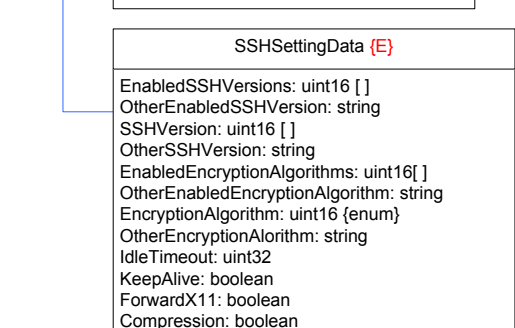 SSHSettingData {E}
EnabledSSHVersions: uint16 [ ]
OtherEnabledSSHVersion: string
SSHVersion: uint16 [ ]
OtherSSHVersion: string
EnabledEncryptionAlgorithms: uint16[ ]
OtherEnabledEncryptionAlgorithm: string
EncryptionAlgorithm: uint16 {enum}
OtherEncryptionAlorithm: string
IdleTimeout: uint32
KeepAlive: boolean
ForwardX11: boolean
Compression: boolean